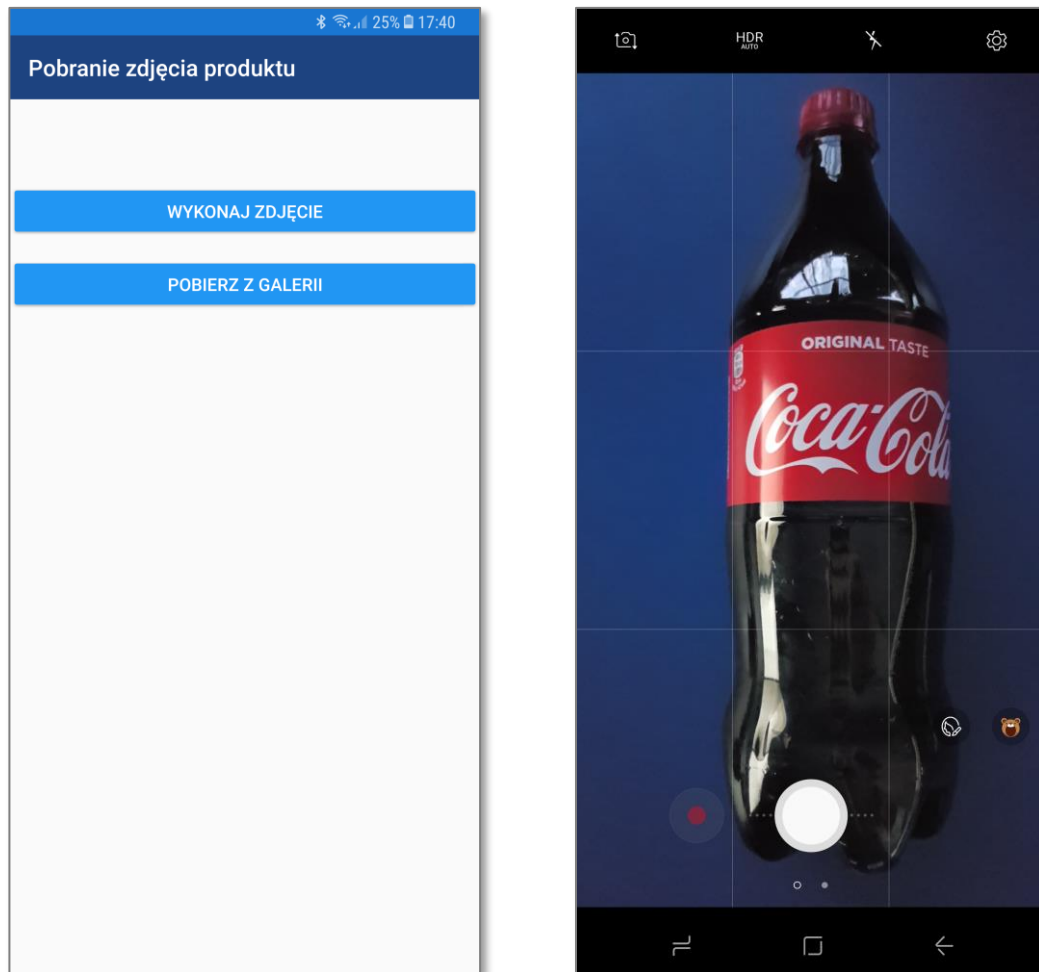 25% 17:40
Pobranie zdjęcia produktu
WYKONAJ ZDJĘCIE
POBIERZ Z GALERII
HDR
AUTO
ORIGINAL TASTE
Coca-Cola